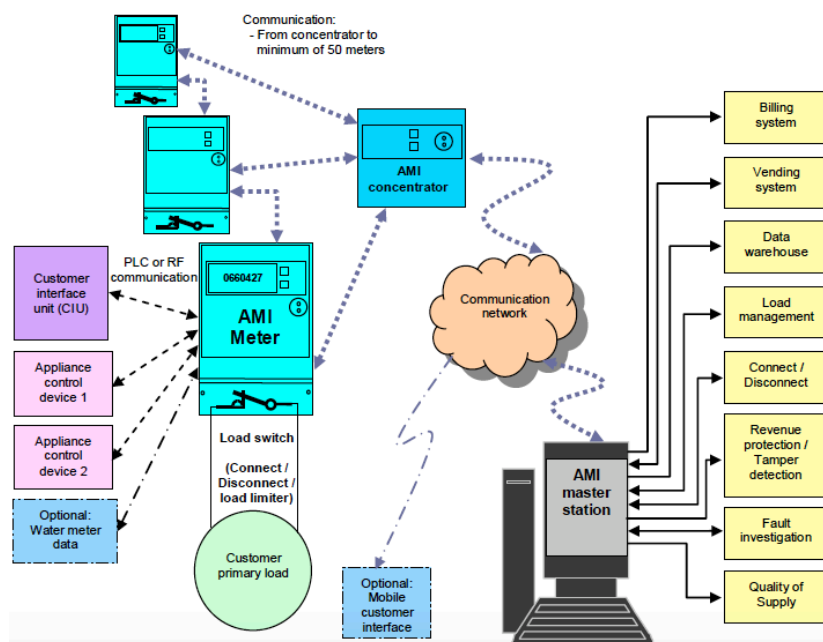 Communication:
- From concentrator to
minimum of 50 meters
AMI
concentrator
PLC or RF
communication
Customer
interface
unit (CIU)
0660427
AMI
Meter
Appliance
control
device 1
Appliance
control
device 2
Optional:
Water meter
data
Load switch
(Connect /
Disconnect /
load limiter)
Customer
primary load
Communication
network
Optional:
Mobile
customer
interface
AMI
master
station
Billing
system
Vending
system
Data
warehouse
Load
management
Connect /
Disconnect
Revenue
protection /
Tamper
detection
Fault
investigation
Quality of
Supply